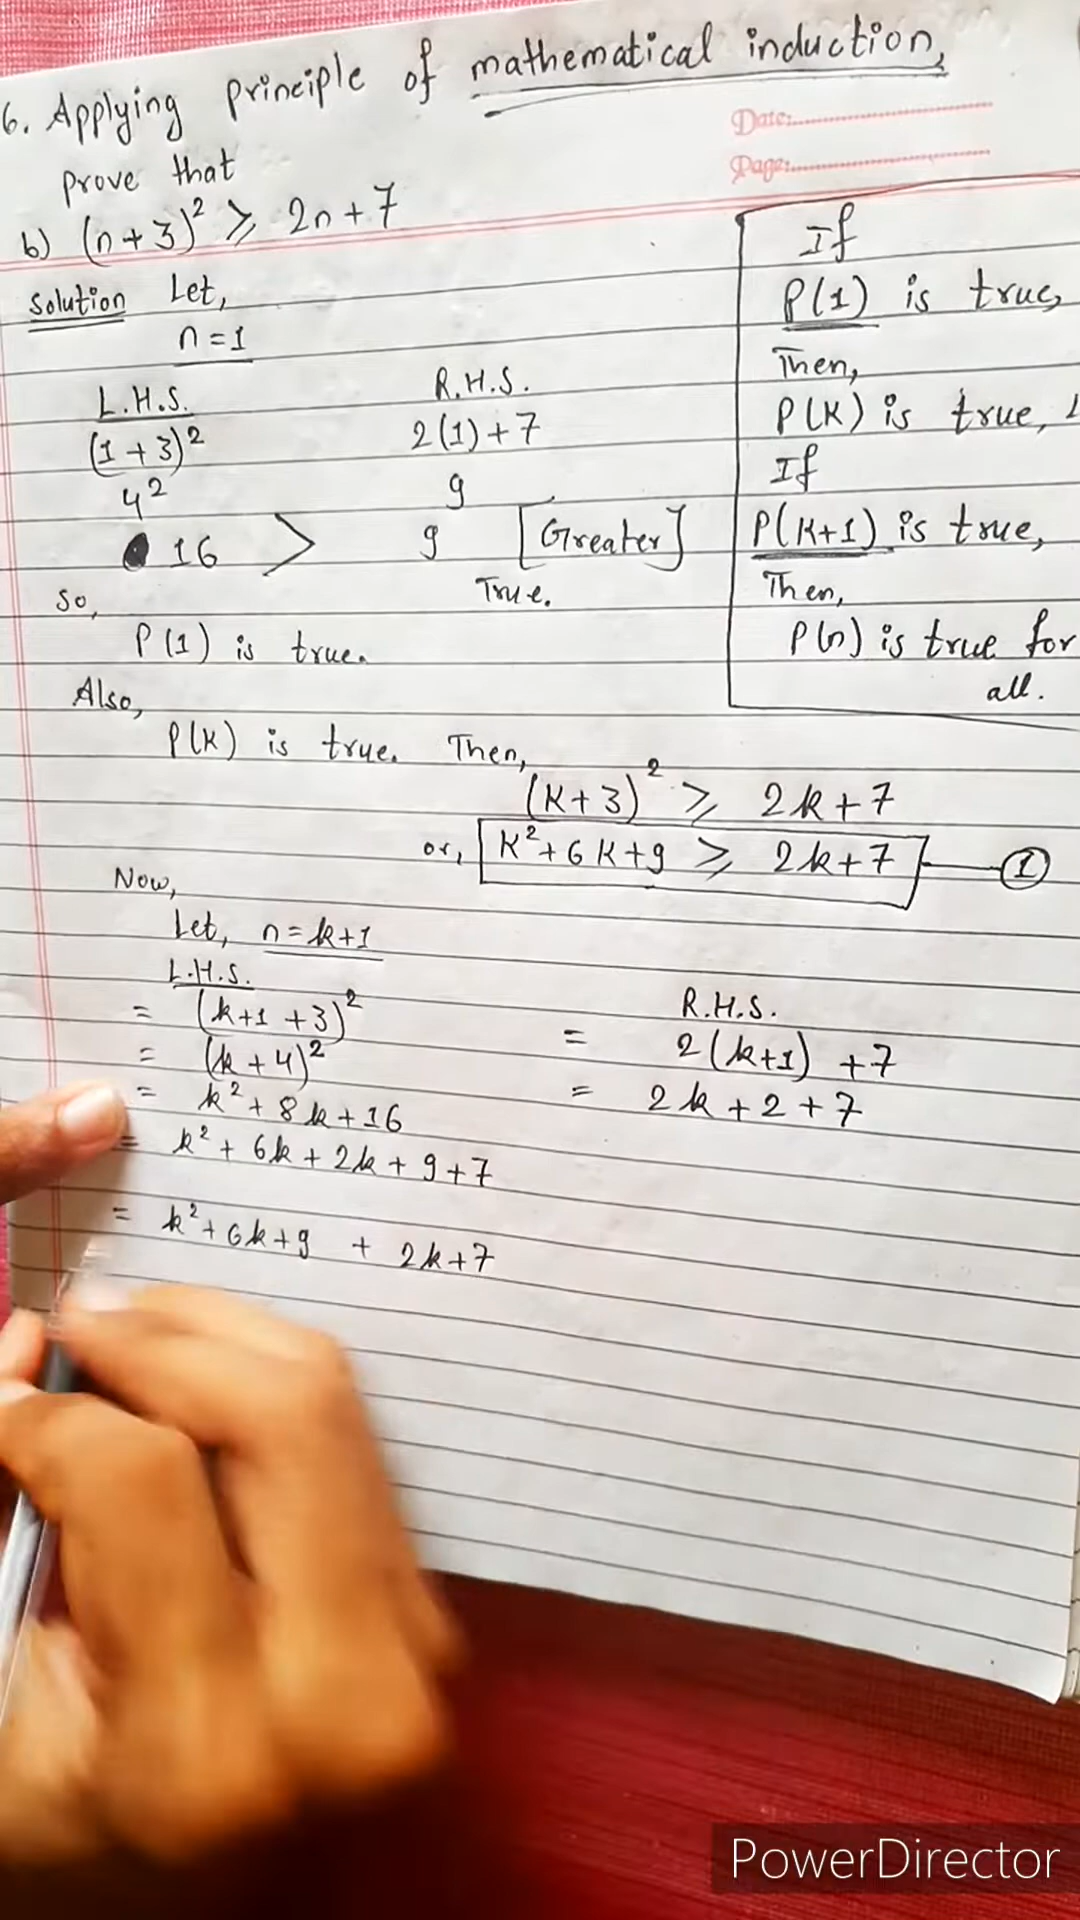 6. Applying principle of mathematical induction,
prove that
Date:
Page:
b) (n+3)² ≥ 2n+7
Solution Let,
n=1
L.H.S. R.H.S.
(1+3)² 2(1)+7
4² 9
16 > 9 [Greater]
True.
So,
P(1) is true.
If
P(1) is true,
Then,
P(K) is true,
If
P(K+1) is true,
Then,
P(n) is true for
all.
Also,
P(K) is true. Then,
(K+3)² ≥ 2k+7
or, K²+6K+9 ≥ 2k+7 — ①
Now,
Let, n=k+1
L.H.S. R.H.S.
= (k+1+3)² = 2(k+1)+7
= (k+4)² = 2k+2+7
= k²+8k+16
= k²+6k+2k+9+7
= k²+6k+9 + 2k+7
PowerDirector